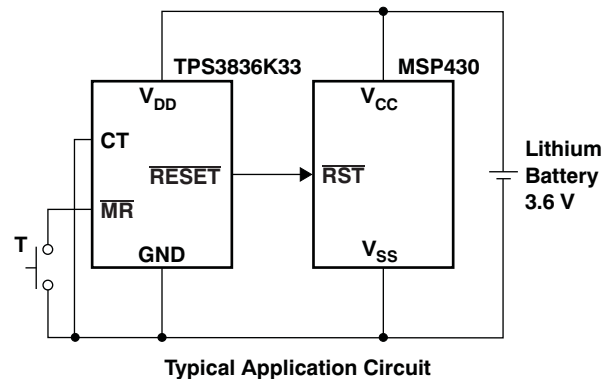 TPS3836K33
MSP430
V_DD
V_CC
CT
RESET
RST
MR
T
GND
V_SS
Lithium
Battery
3.6 V
Typical Application Circuit